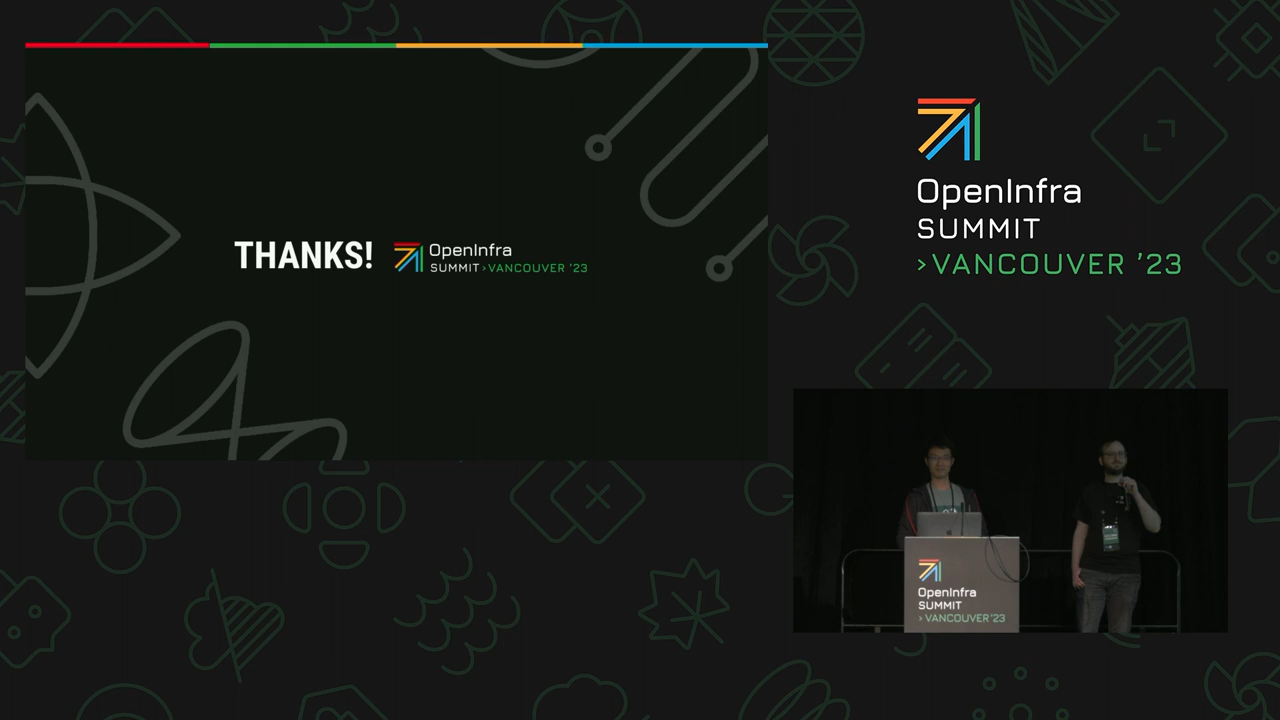 THANKS!
OpenInfra
SUMMIT›VANCOUVER ’23
OpenInfra
SUMMIT
›VANCOUVER ’23
OpenInfra
SUMMIT
›VANCOUVER’23